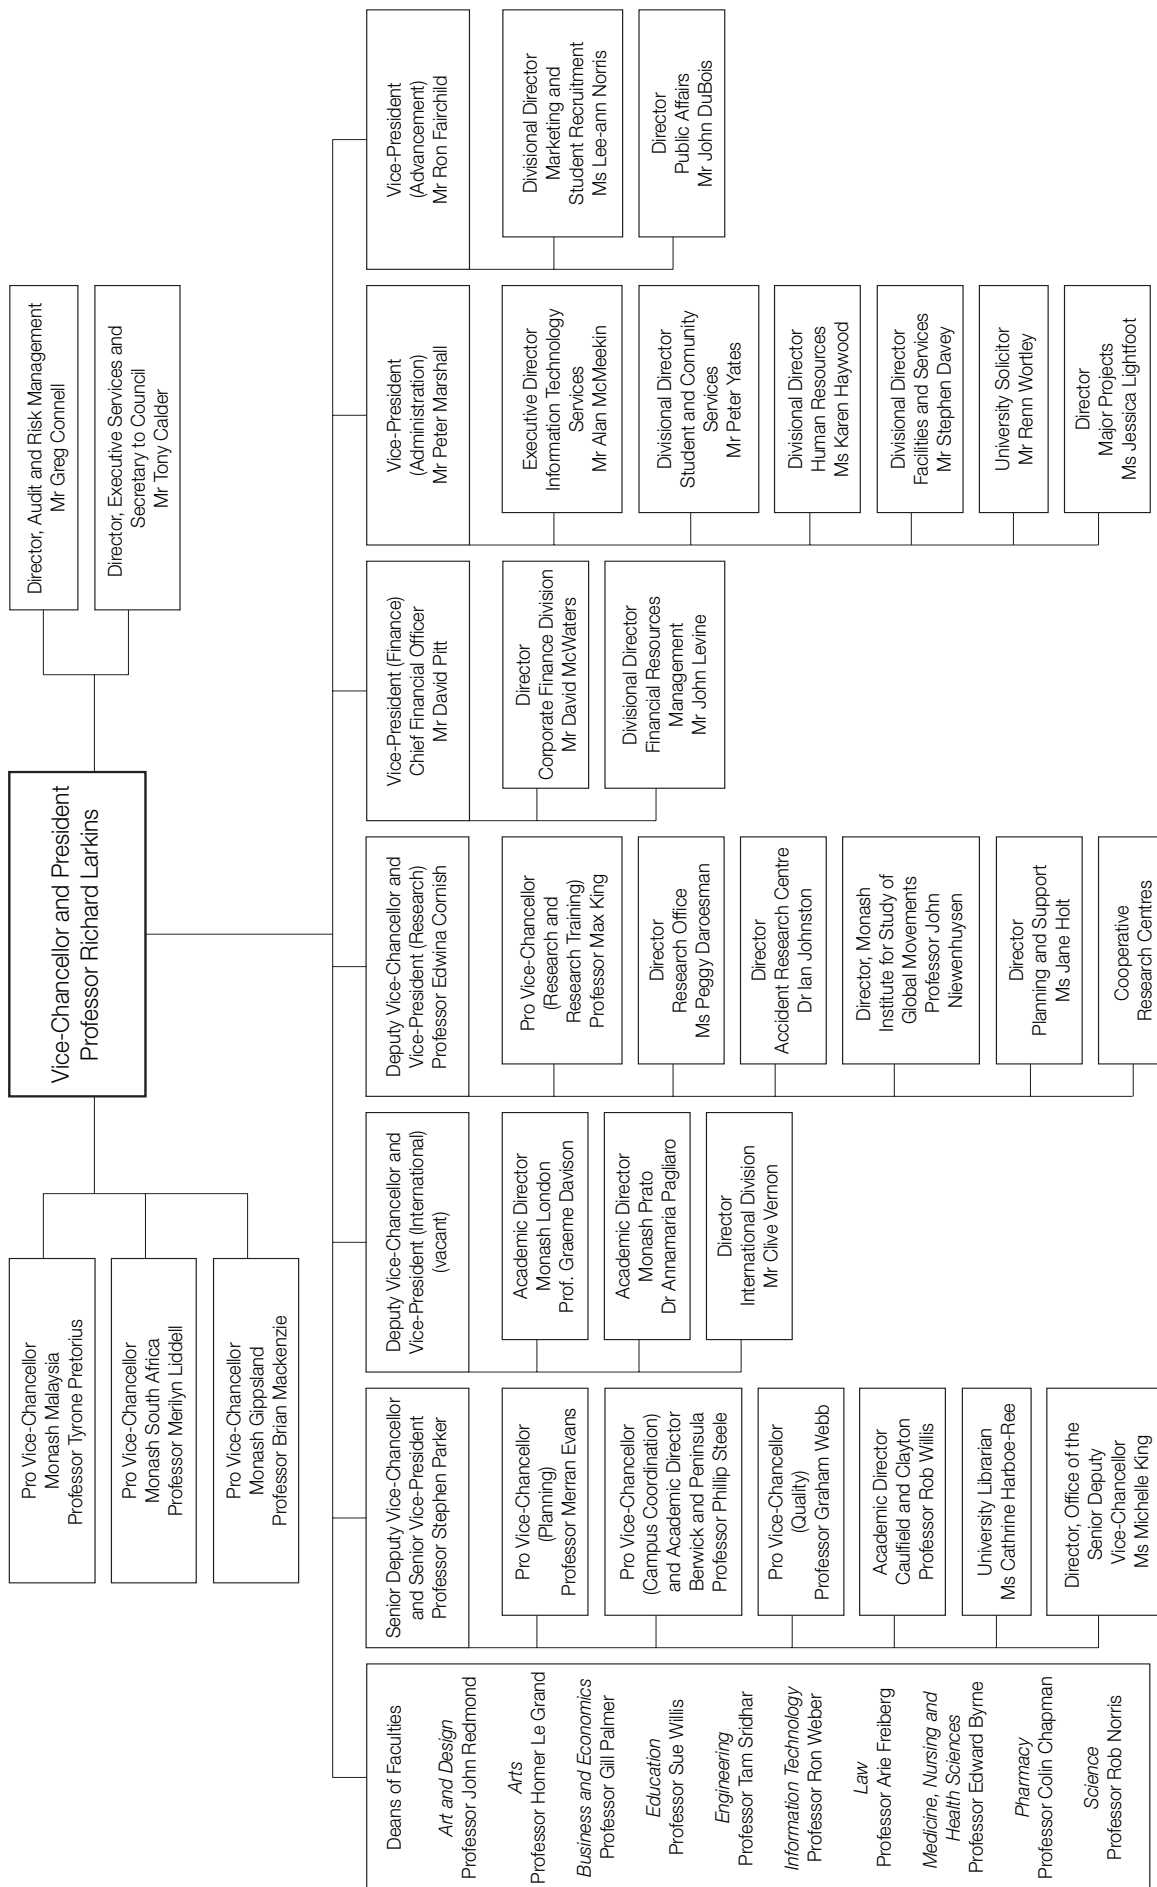 Vice-Chancellor and President
Professor Richard Larkins
Pro Vice-Chancellor
Monash Malaysia
Professor Tyrone Pretorius
Pro Vice-Chancellor
Monash South Africa
Professor Merilyn Liddell
Pro Vice-Chancellor
Monash Gippsland
Professor Brian Mackenzie
Director, Audit and Risk Management
Mr Greg Connell
Director, Executive Services and
Secretary to Council
Mr Tony Calder
Deans of Faculties
Art and Design
Professor John Redmond
Arts
Professor Homer Le Grand
Business and Economics
Professor Gill Palmer
Education
Professor Sue Willis
Engineering
Professor Tam Sridhar
Information Technology
Professor Ron Weber
Law
Professor Arie Freiberg
Medicine, Nursing and
Health Sciences
Professor Edward Byrne
Pharmacy
Professor Colin Chapman
Science
Professor Rob Norris
Senior Deputy Vice-Chancellor
and Senior Vice-President
Professor Stephen Parker
Pro Vice-Chancellor
(Planning)
Professor Merran Evans
Pro Vice-Chancellor
(Campus Coordination)
and Academic Director
Berwick and Peninsula
Professor Phillip Steele
Pro Vice-Chancellor
(Quality)
Professor Graham Webb
Academic Director
Caulfield and Clayton
Professor Rob Willis
University Librarian
Ms Cathrine Harboe-Ree
Director, Office of the
Senior Deputy
Vice-Chancellor
Ms Michelle King
Deputy Vice-Chancellor and
Vice-President (International)
(vacant)
Academic Director
Monash London
Prof. Graeme Davison
Academic Director
Monash Prato
Dr Annamaria Pagliaro
Director
International Division
Mr Clive Vernon
Deputy Vice-Chancellor and
Vice-President (Research)
Professor Edwina Cornish
Pro Vice-Chancellor
(Research and
Research Training)
Professor Max King
Director
Research Office
Ms Peggy Daroesman
Director
Accident Research Centre
Dr Ian Johnston
Director, Monash
Institute for Study of
Global Movements
Professor John
Niewenhuysen
Director
Planning and Support
Ms Jane Holt
Cooperative
Research Centres
Vice-President (Finance)
Chief Financial Officer
Mr David Pitt
Director
Corporate Finance Division
Mr David McWaters
Divisional Director
Financial Resources
Management
Mr John Levine
Vice-President
(Administration)
Mr Peter Marshall
Executive Director
Information Technology
Services
Mr Alan McMeekin
Divisional Director
Student and Comunity
Services
Mr Peter Yates
Divisional Director
Human Resources
Ms Karen Haywood
Divisional Director
Facilities and Services
Mr Stephen Davey
University Solicitor
Mr Renn Wortley
Director
Major Projects
Ms Jessica Lightfoot
Vice-President
(Advancement)
Mr Ron Fairchild
Divisional Director
Marketing and
Student Recruitment
Ms Lee-ann Norris
Director
Public Affairs
Mr John DuBois